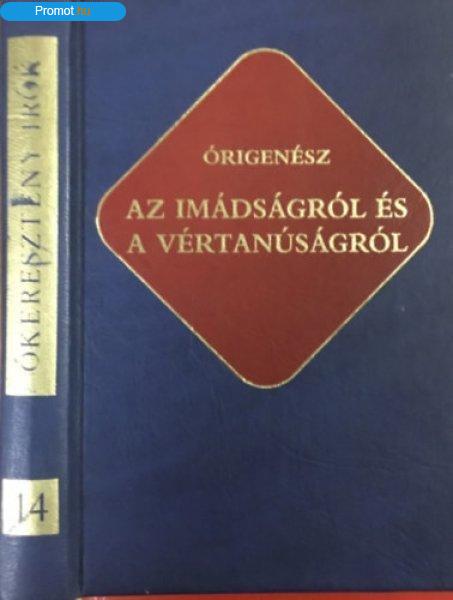 Promot.hu
ÓKERESZTÉNY ÍRÓK
14
ÓRIGENÉSZ
AZ IMÁDSÁGRÓL ÉS
A VÉRTANÚSÁGRÓL